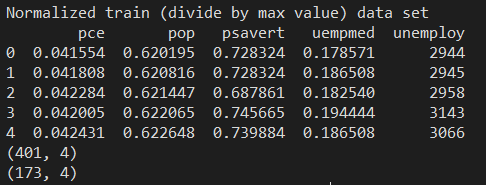 Normalized train (divide by max value) data set
pce pop psavert uempmed unemploy
0 0.041554 0.620195 0.728324 0.178571 2944
1 0.041808 0.620816 0.728324 0.186508 2945
2 0.042284 0.621447 0.687861 0.182540 2958
3 0.042005 0.622065 0.745665 0.194444 3143
4 0.042431 0.622648 0.739884 0.186508 3066
(401, 4)
(173, 4)